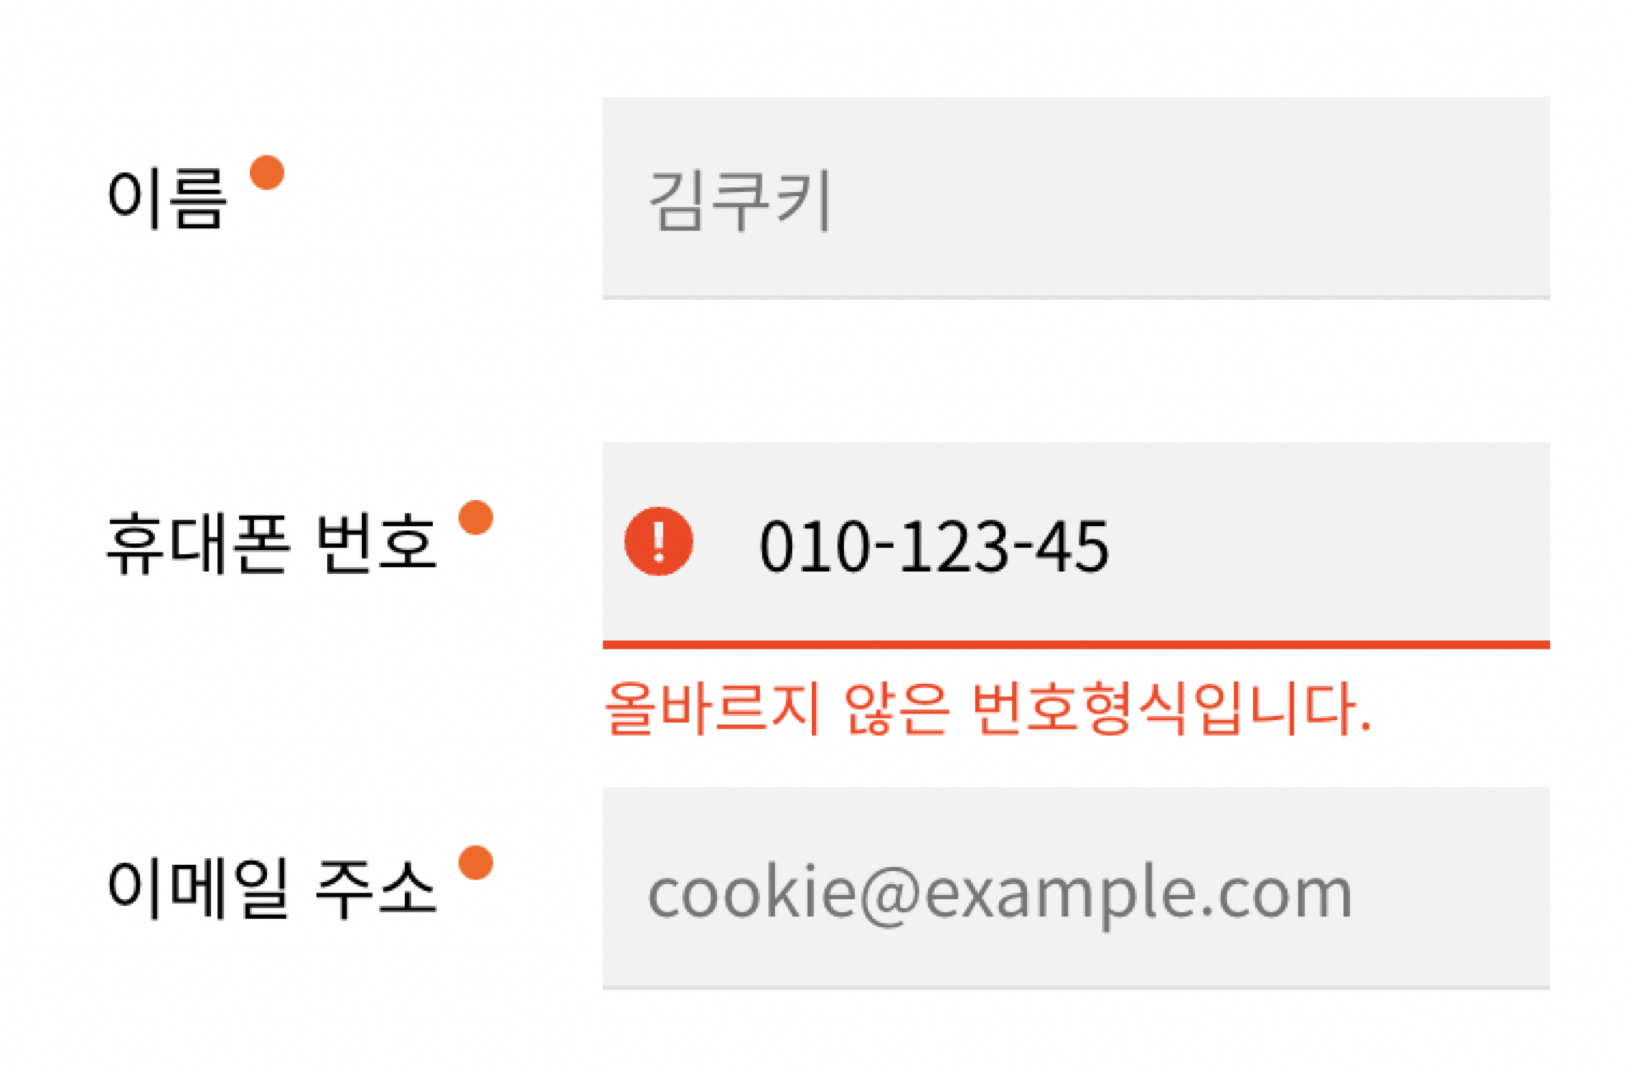 이름
김쿠키
휴대폰 번호
010-123-45
올바르지 않은 번호형식입니다.
이메일 주소
cookie@example.com